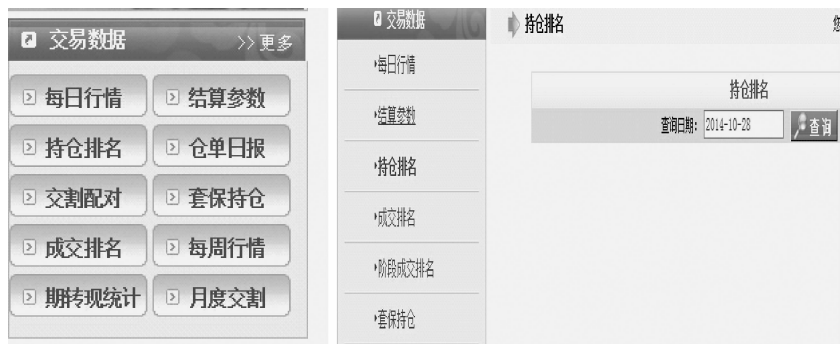 交易数据 >>更多
每日行情 结算参数
持仓排名 仓单日报
交割配对 套保持仓
成交排名 每周行情
期转现统计 月度交割
交易数据
每日行情
结算参数
持仓排名
成交排名
阶段成交排名
套保持仓
持仓排名
持仓排名
查询日期: 2014-10-28 查询